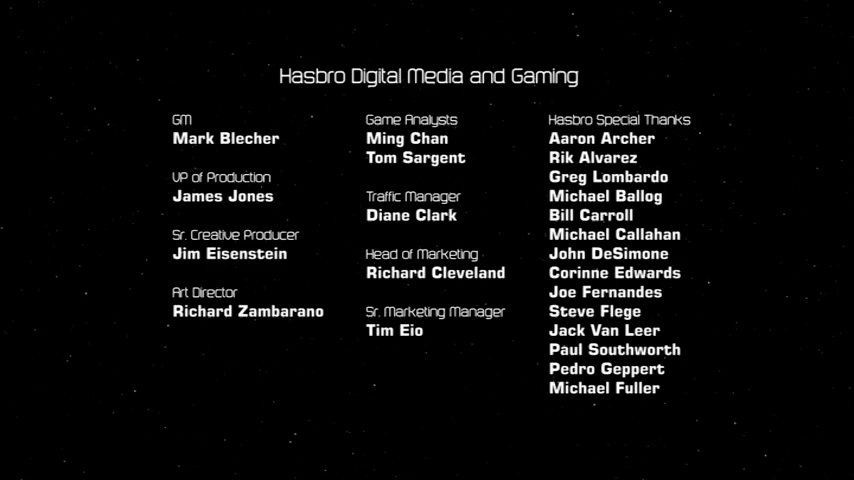 Hasbro Digital Media and Gaming
GM
Mark Blecher
VP of Production
James Jones
Sr. Creative Producer
Jim Eisenstein
Art Director
Richard Zambarano
Game Analysts
Ming Chan
Tom Sargent
Traffic Manager
Diane Clark
Head of Marketing
Richard Cleveland
Sr. Marketing Manager
Tim Eio
Hasbro Special Thanks
Aaron Archer
Rik Alvarez
Greg Lombardo
Michael Ballog
Bill Carroll
Michael Callahan
John DeSimone
Corinne Edwards
Joe Fernandes
Steve Flege
Jack Van Leer
Paul Southworth
Pedro Geppert
Michael Fuller